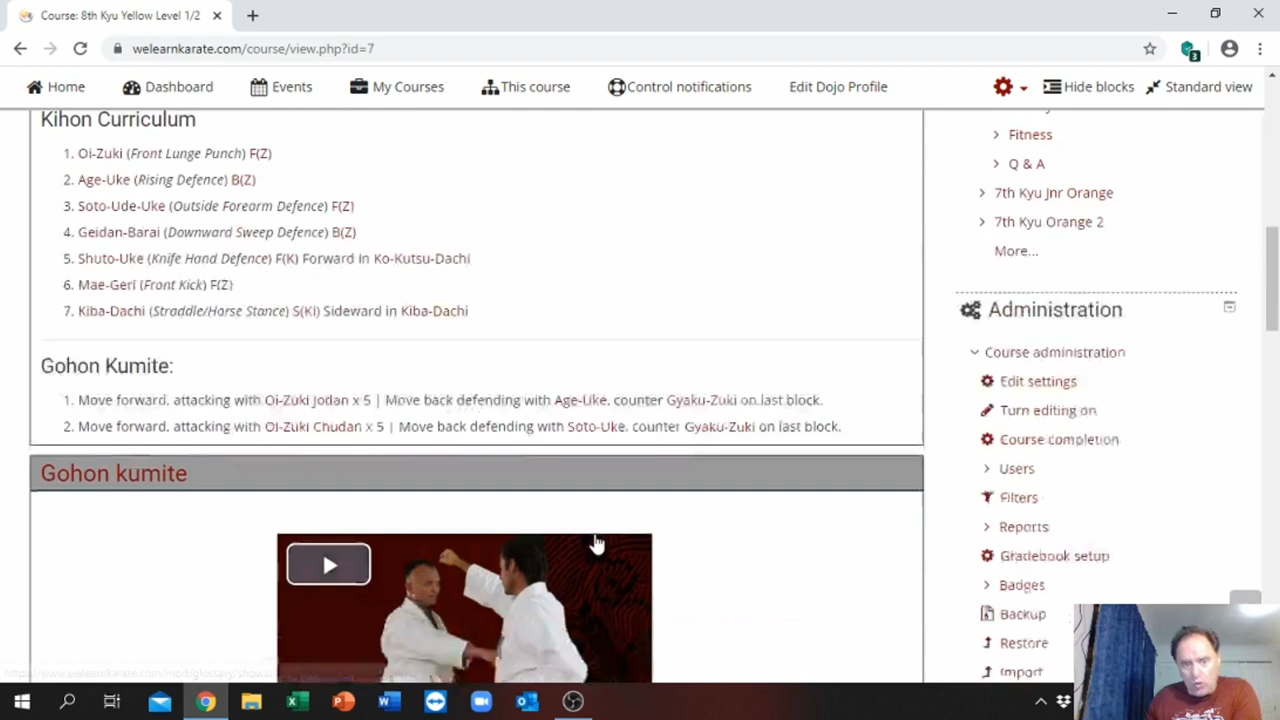 Course: 8th Kyu Yellow Level 1/2
welearnkarate.com/course/view.php?id=7
3
Home Dashboard Events My Courses This course Control notifications Edit Dojo Profile Hide blocks Standard view
Kihon Curriculum
1. Oi-Zuki (Front Lunge Punch) F(Z)
2. Age-Uke (Rising Defence) B(Z)
3. Soto-Ude-Uke (Outside Forearm Defence) F(Z)
4. Geidan-Barai (Downward Sweep Defence) B(Z)
5. Shuto-Uke (Knife Hand Defence) F(K) Forward in Ko-Kutsu-Dachi
6. Mae-Geri (Front Kick) F(Z)
7. Kiba-Dachi (Straddle/Horse Stance) S(KI) Sideward in Kiba-Dachi
Gohon Kumite:
1. Move forward, attacking with Oi-Zuki Jodan x 5 | Move back defending with Age-Uke, counter Gyaku-Zuki on last block.
2. Move forward, attacking with Oi-Zuki Chudan x 5 | Move back defending with Soto-Uke, counter Gyaku-Zuki on last block.
Gohon kumite
Fitness
Q & A
7th Kyu Jnr Orange
7th Kyu Orange 2
More...
Administration
Course administration
Edit settings
Turn editing on
Course completion
Users
Filters
Reports
Gradebook setup
Badges
Backup
Restore
Import